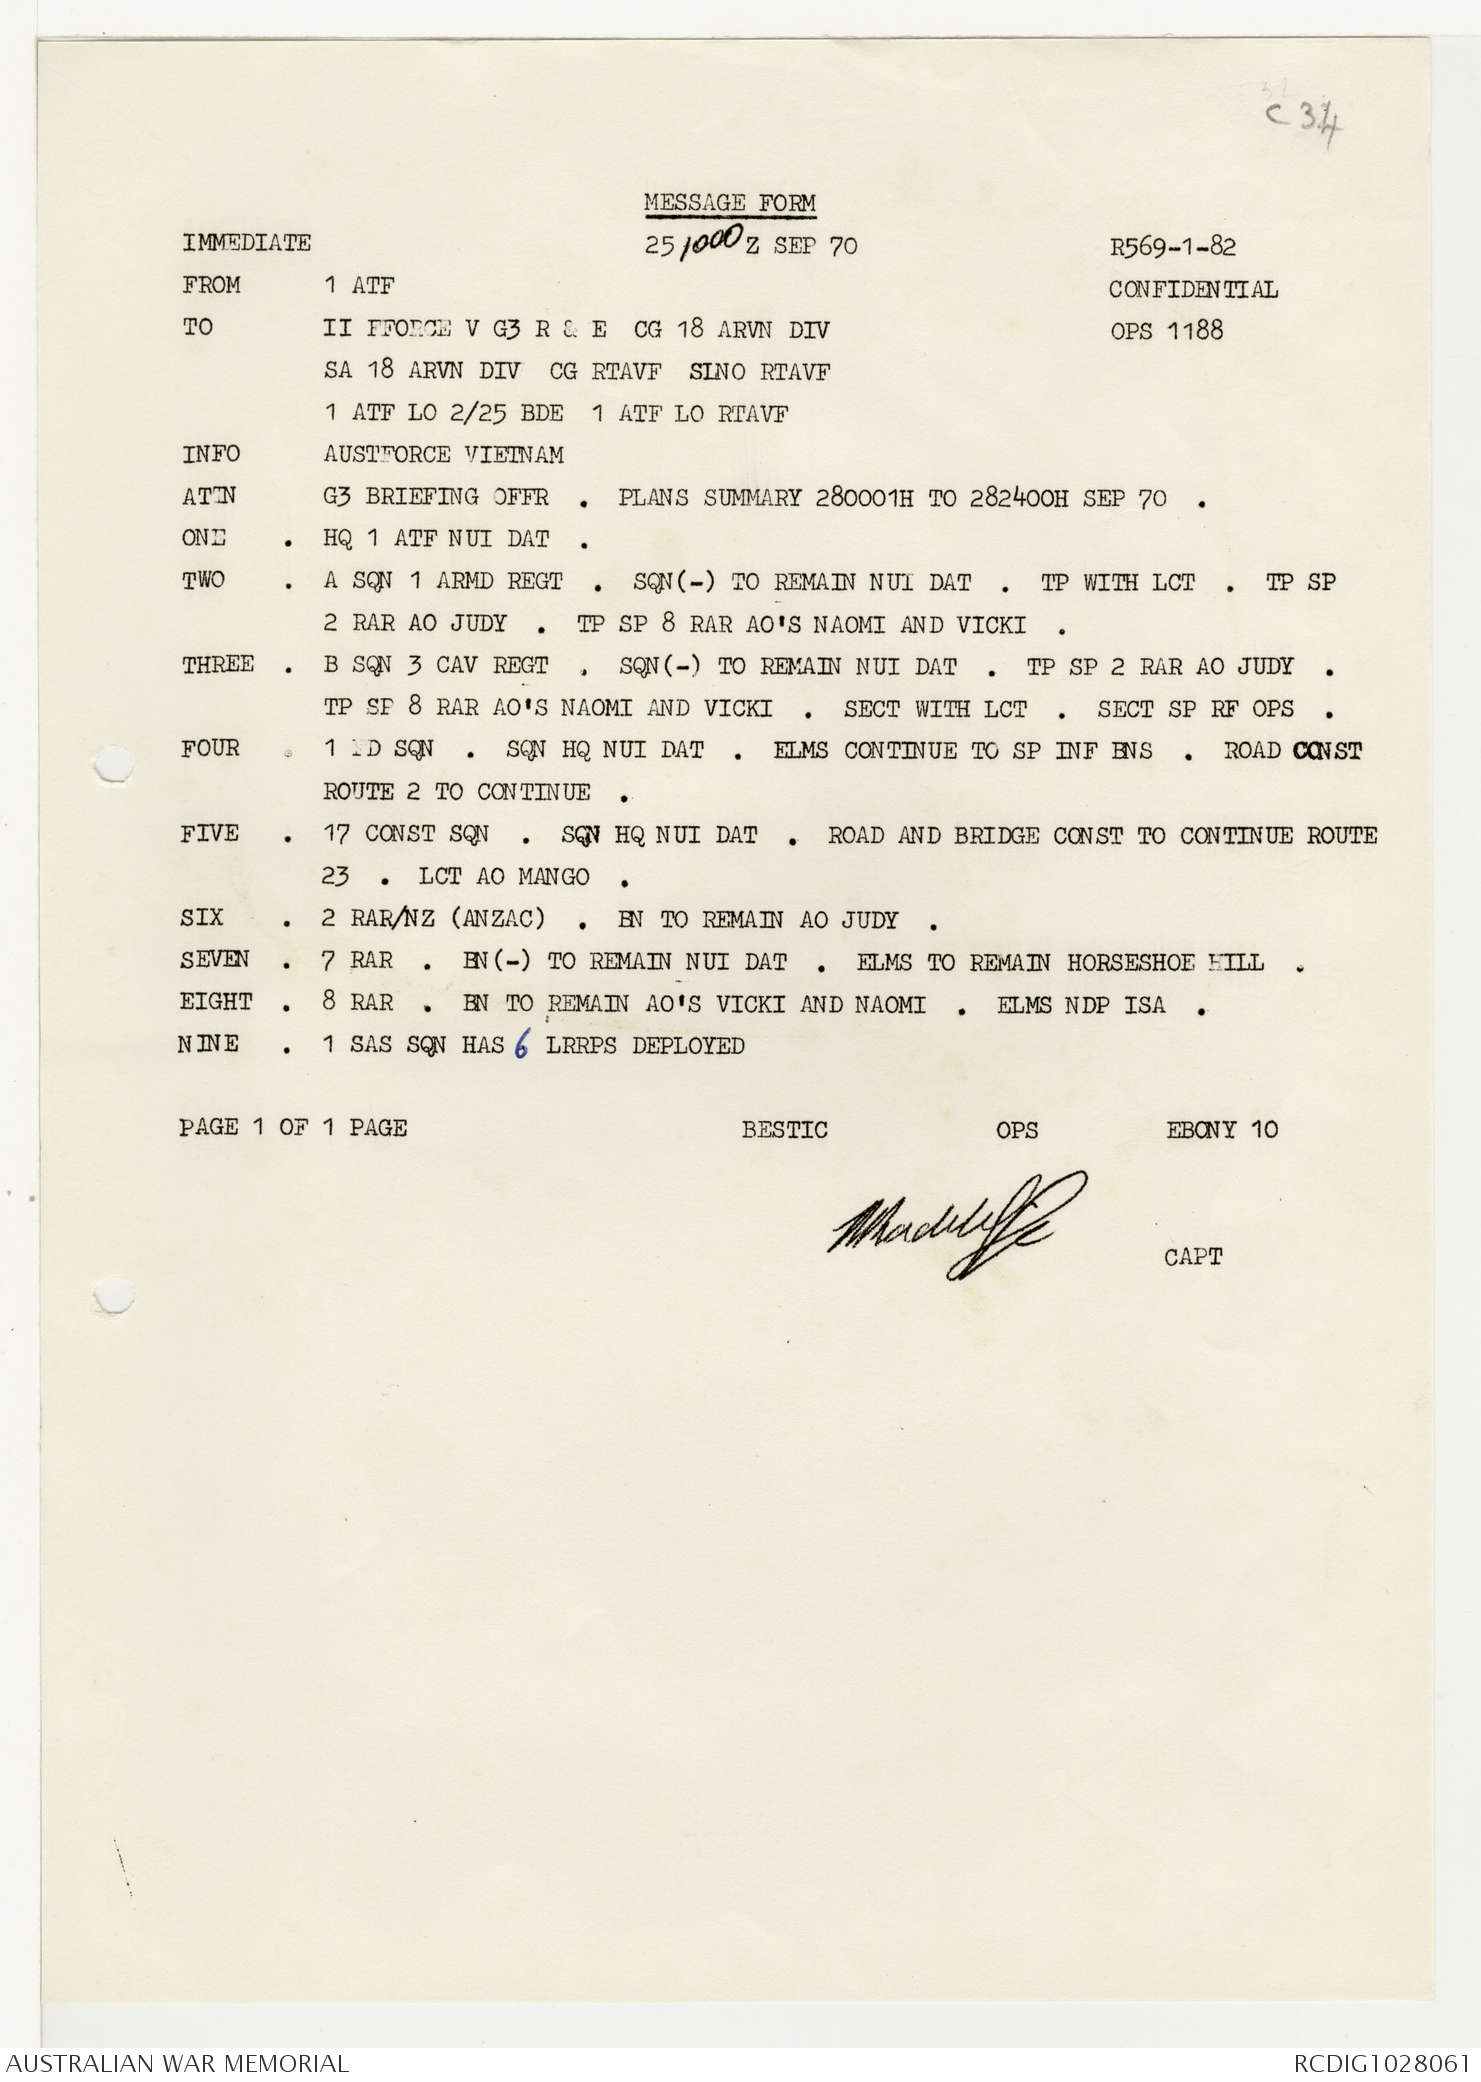 C 34
MESSAGE FORM
IMMEDIATE 251000Z SEP 70 R569-1-82
FROM 1 ATF CONFIDENTIAL
TO II FFORCE V G3 R & E CG 18 ARVN DIV OPS 1188
SA 18 ARVN DIV CG RTAVF SLNO RTAVF
1 ATF LO 2/25 BDE 1 ATF LO RTAVF
INFO AUSTFORCE VIETNAM
ATTN G3 BRIEFING OFFR . PLANS SUMMARY 280001H TO 282400H SEP 70 .
ONE . HQ 1 ATF NUI DAT .
TWO . A SQN 1 ARMD REGT . SQN(-) TO REMAIN NUI DAT . TP WITH LCT . TP SP
2 RAR AO JUDY . TP SP 8 RAR AO'S NAOMI AND VICKI .
THREE . B SQN 3 CAV REGT . SQN(-) TO REMAIN NUI DAT . TP SP 2 RAR AO JUDY .
TP SP 8 RAR AO'S NAOMI AND VICKI . SECT WITH LCT . SECT SP RF OPS .
FOUR . 1 FD SQN . SQN HQ NUI DAT . ELMS CONTINUE TO SP INF BNS . ROAD CONST
ROUTE 2 TO CONTINUE .
FIVE . 17 CONST SQN . SQN HQ NUI DAT . ROAD AND BRIDGE CONST TO CONTINUE ROUTE
23 . LCT AO MANGO .
SIX . 2 RAR/NZ (ANZAC) . BN TO REMAIN AO JUDY .
SEVEN . 7 RAR . BN(-) TO REMAIN NUI DAT . ELMS TO REMAIN HORSESHOE HILL .
EIGHT . 8 RAR . BN TO REMAIN AO'S VICKI AND NAOMI . ELMS NDP ISA .
NINE . 1 SAS SQN HAS 6 LRRPS DEPLOYED
PAGE 1 OF 1 PAGE BESTIC OPS EBONY 10
CAPT
AUSTRALIAN WAR MEMORIAL RCDIG1028061